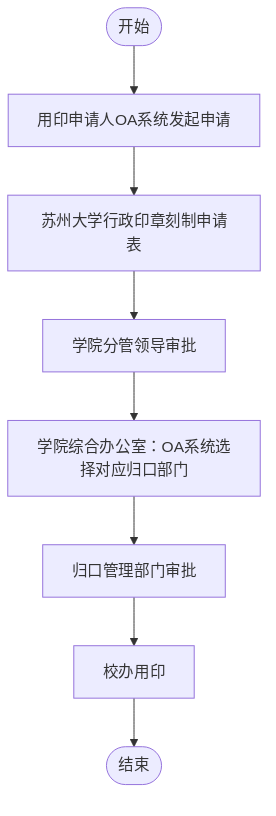 开始
用印申请人OA系统发起申请
苏州大学行政印章刻制申请
表
学院分管领导审批
学院综合办公室：OA系统选
择对应归口部门
归口管理部门审批
校办用印
结束